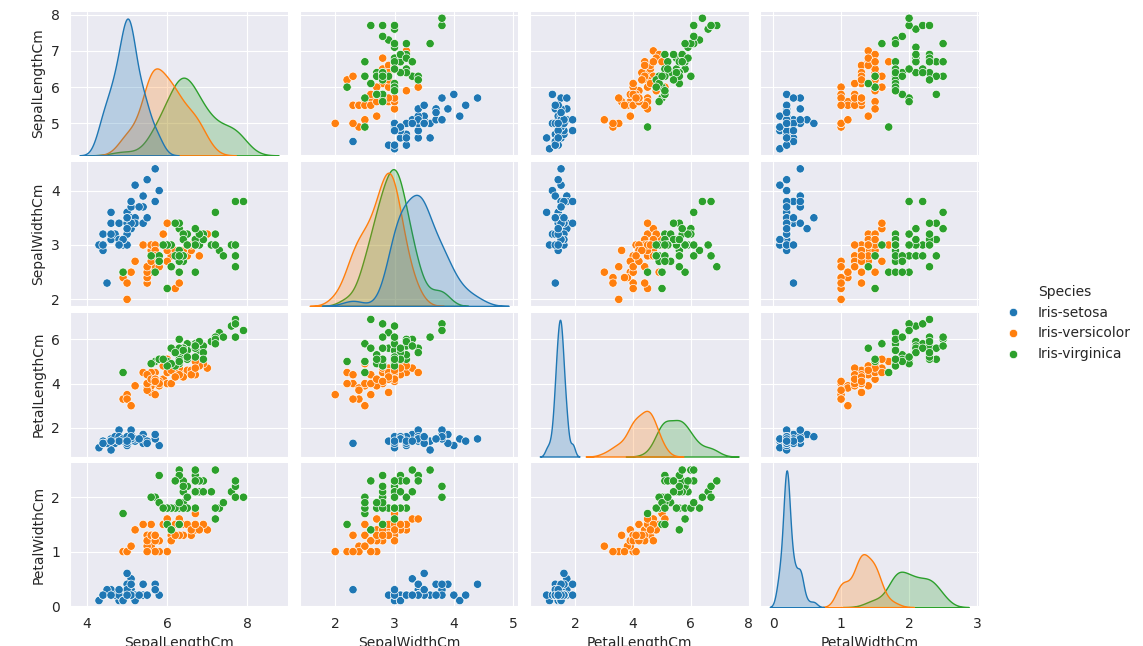 SepalLengthCm
8
7
6
5
SepalWidthCm
4
3
2
PetalLengthCm
6
4
2
PetalWidthCm
2
1
0
4 6 8
2 3 4 5
2 4 6 8
0 1 2 3
SepalLengthCm
SepalWidthCm
PetalLengthCm
PetalWidthCm
Species
Iris-setosa
Iris-versicolor
Iris-virginica